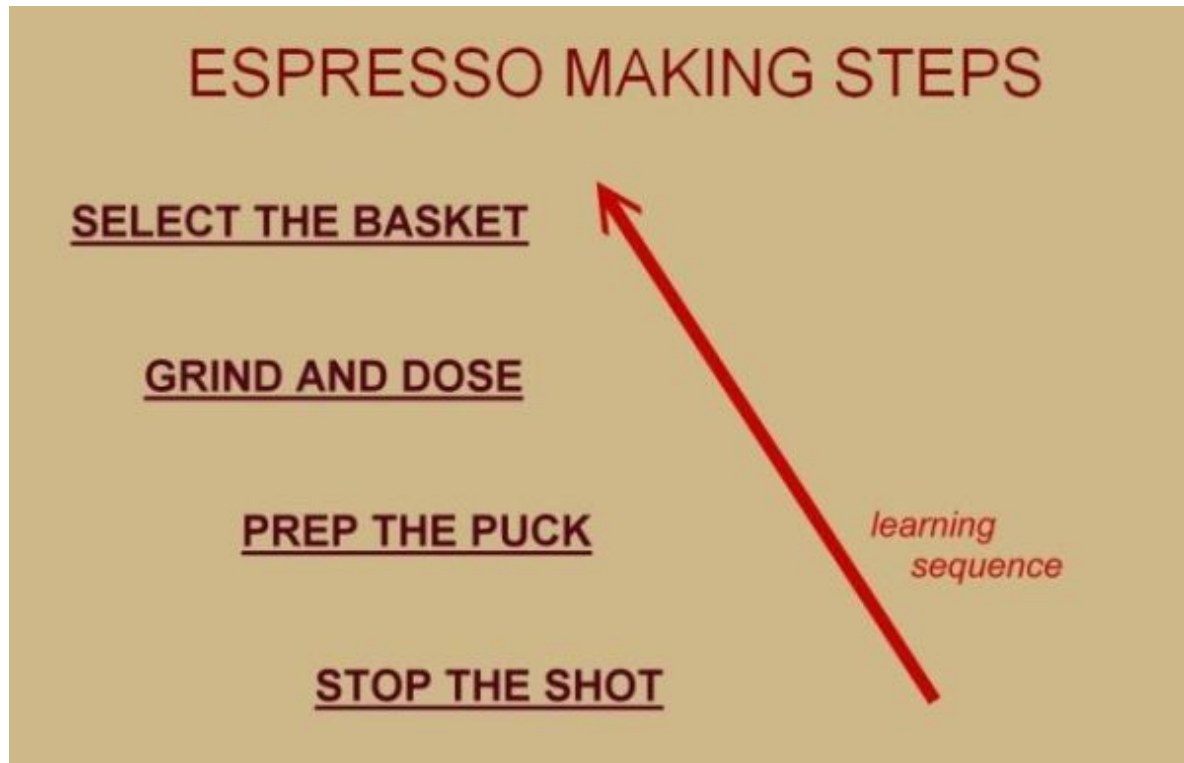 ESPRESSO MAKING STEPS
SELECT THE BASKET
GRIND AND DOSE
PREP THE PUCK
learning
sequence
STOP THE SHOT